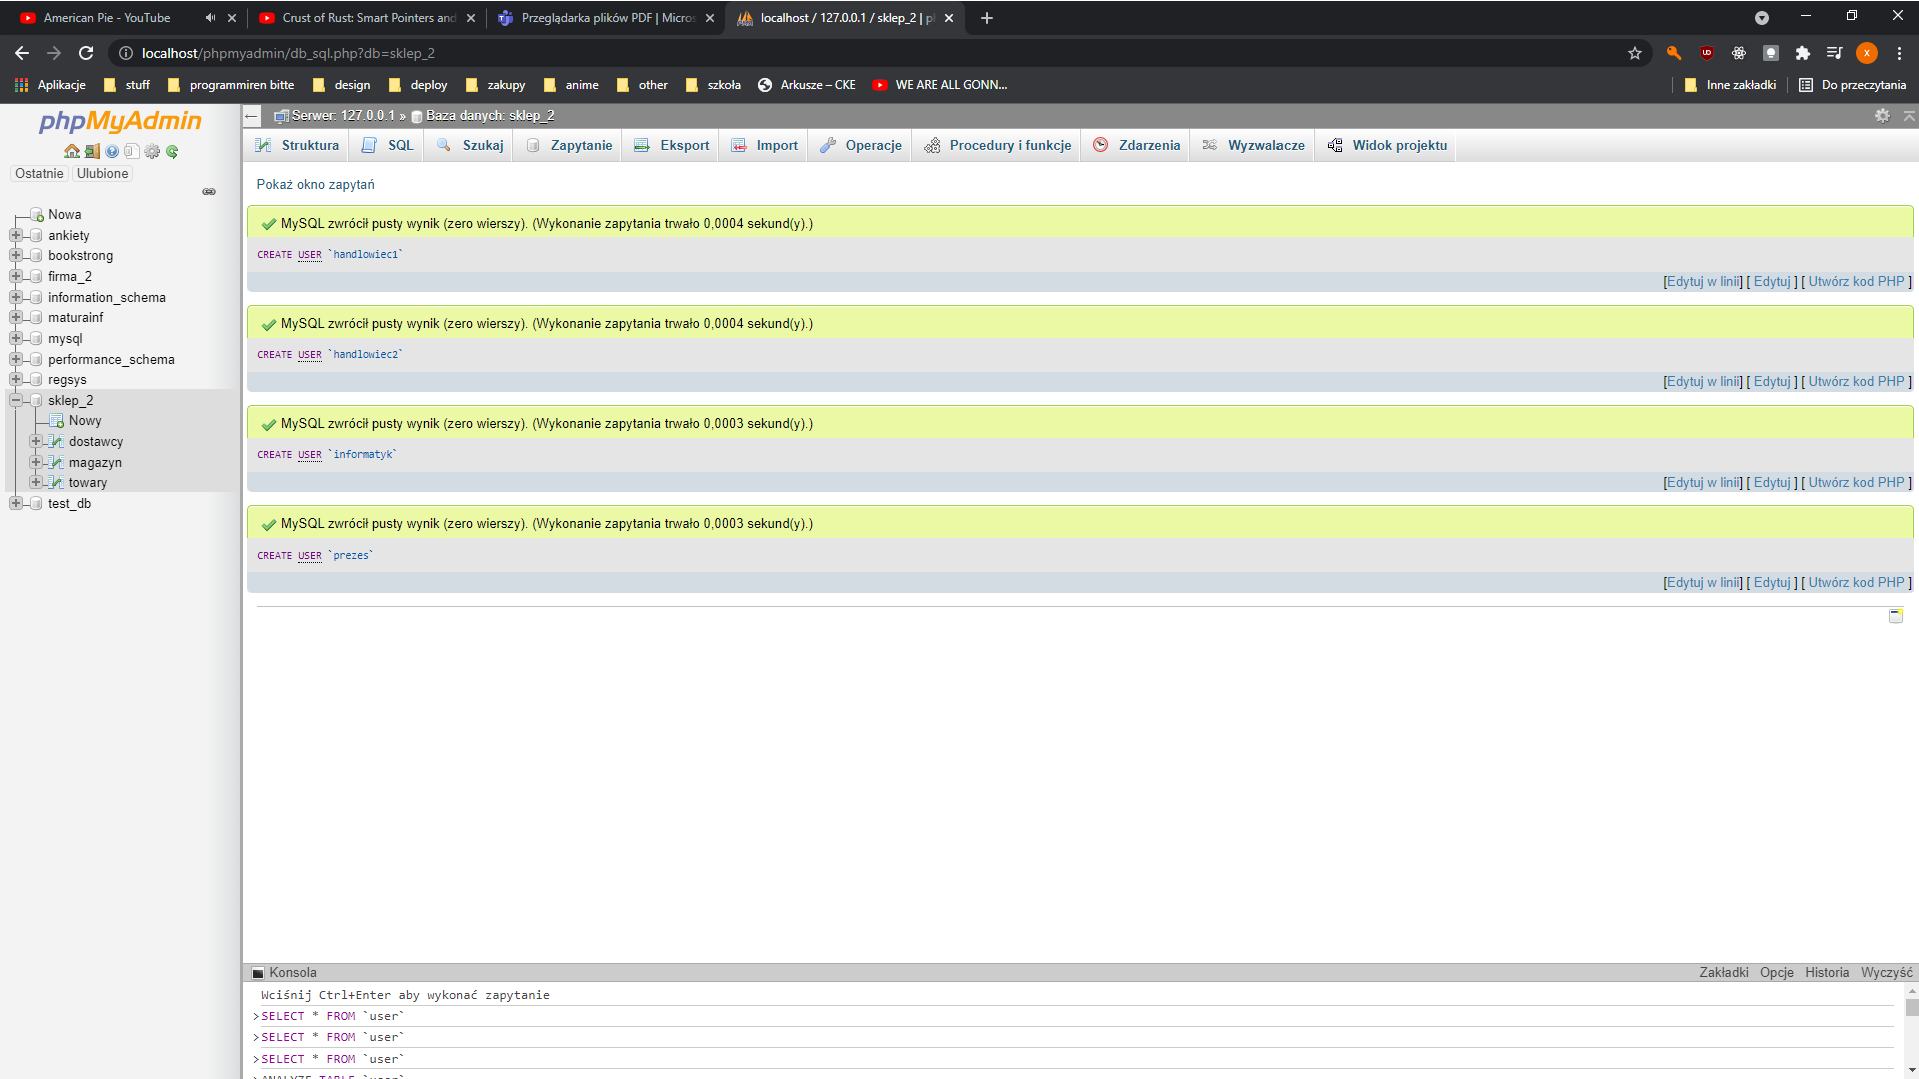 American Pie - YouTube
Crust of Rust: Smart Pointers and
Przeglądarka plików PDF | Micros
localhost / 127.0.0.1 / sklep_2 | p
localhost/phpmyadmin/db_sql.php?db=sklep_2
Aplikacje
stuff
programmiren bitte
design
deploy
zakupy
anime
other
szkoła
Arkusze – CKE
WE ARE ALL GONN...
Inne zakładki
Do przeczytania
phpMyAdmin
Ostatnie
Ulubione
Nowa
ankiety
bookstrong
firma_2
information_schema
maturainf
mysql
performance_schema
regsys
sklep_2
Nowy
dostawcy
magazyn
towary
test_db
Serwer: 127.0.0.1 » Baza danych: sklep_2
Struktura
SQL
Szukaj
Zapytanie
Eksport
Import
Operacje
Procedury i funkcje
Zdarzenia
Wyzwalacze
Widok projektu
Pokaż okno zapytań
MySQL zwrócił pusty wynik (zero wierszy). (Wykonanie zapytania trwało 0,0004 sekund(y).)
CREATE USER `handlowiec1`
[Edytuj w linii] [ Edytuj ] [ Utwórz kod PHP ]
MySQL zwrócił pusty wynik (zero wierszy). (Wykonanie zapytania trwało 0,0004 sekund(y).)
CREATE USER `handlowiec2`
[Edytuj w linii] [ Edytuj ] [ Utwórz kod PHP ]
MySQL zwrócił pusty wynik (zero wierszy). (Wykonanie zapytania trwało 0,0003 sekund(y).)
CREATE USER `informatyk`
[Edytuj w linii] [ Edytuj ] [ Utwórz kod PHP ]
MySQL zwrócił pusty wynik (zero wierszy). (Wykonanie zapytania trwało 0,0003 sekund(y).)
CREATE USER `prezes`
[Edytuj w linii] [ Edytuj ] [ Utwórz kod PHP ]
Konsola
Zakładki
Opcje
Historia
Wyczyść
Wciśnij Ctrl+Enter aby wykonać zapytanie
>SELECT * FROM `user`
>SELECT * FROM `user`
>SELECT * FROM `user`
>ANALYZE TABLE `user`